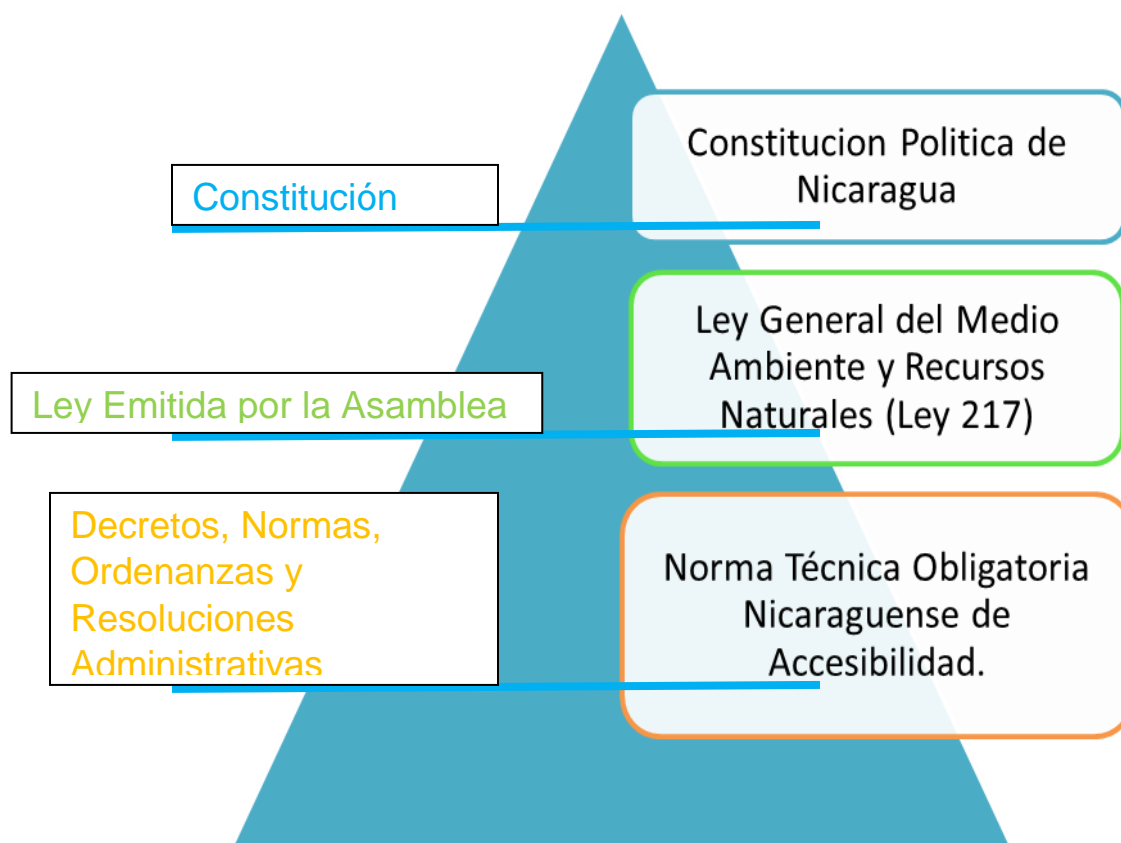 Constitucion Politica de
Nicaragua
Constitución
Ley General del Medio
Ambiente y Recursos
Naturales (Ley 217)
Ley Emitida por la Asamblea
Decretos, Normas,
Ordenanzas y
Resoluciones
Administrativas
Norma Técnica Obligatoria
Nicaraguense de
Accesibilidad.